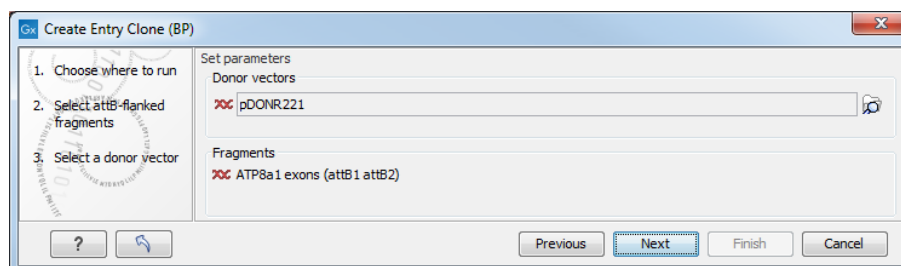 Gx Create Entry Clone (BP)
1. Choose where to run
2. Select attB-flanked
fragments
3. Select a donor vector
Set parameters
Donor vectors
pDONR221
Fragments
ATP8a1 exons (attB1 attB2)
?
Previous
Next
Finish
Cancel